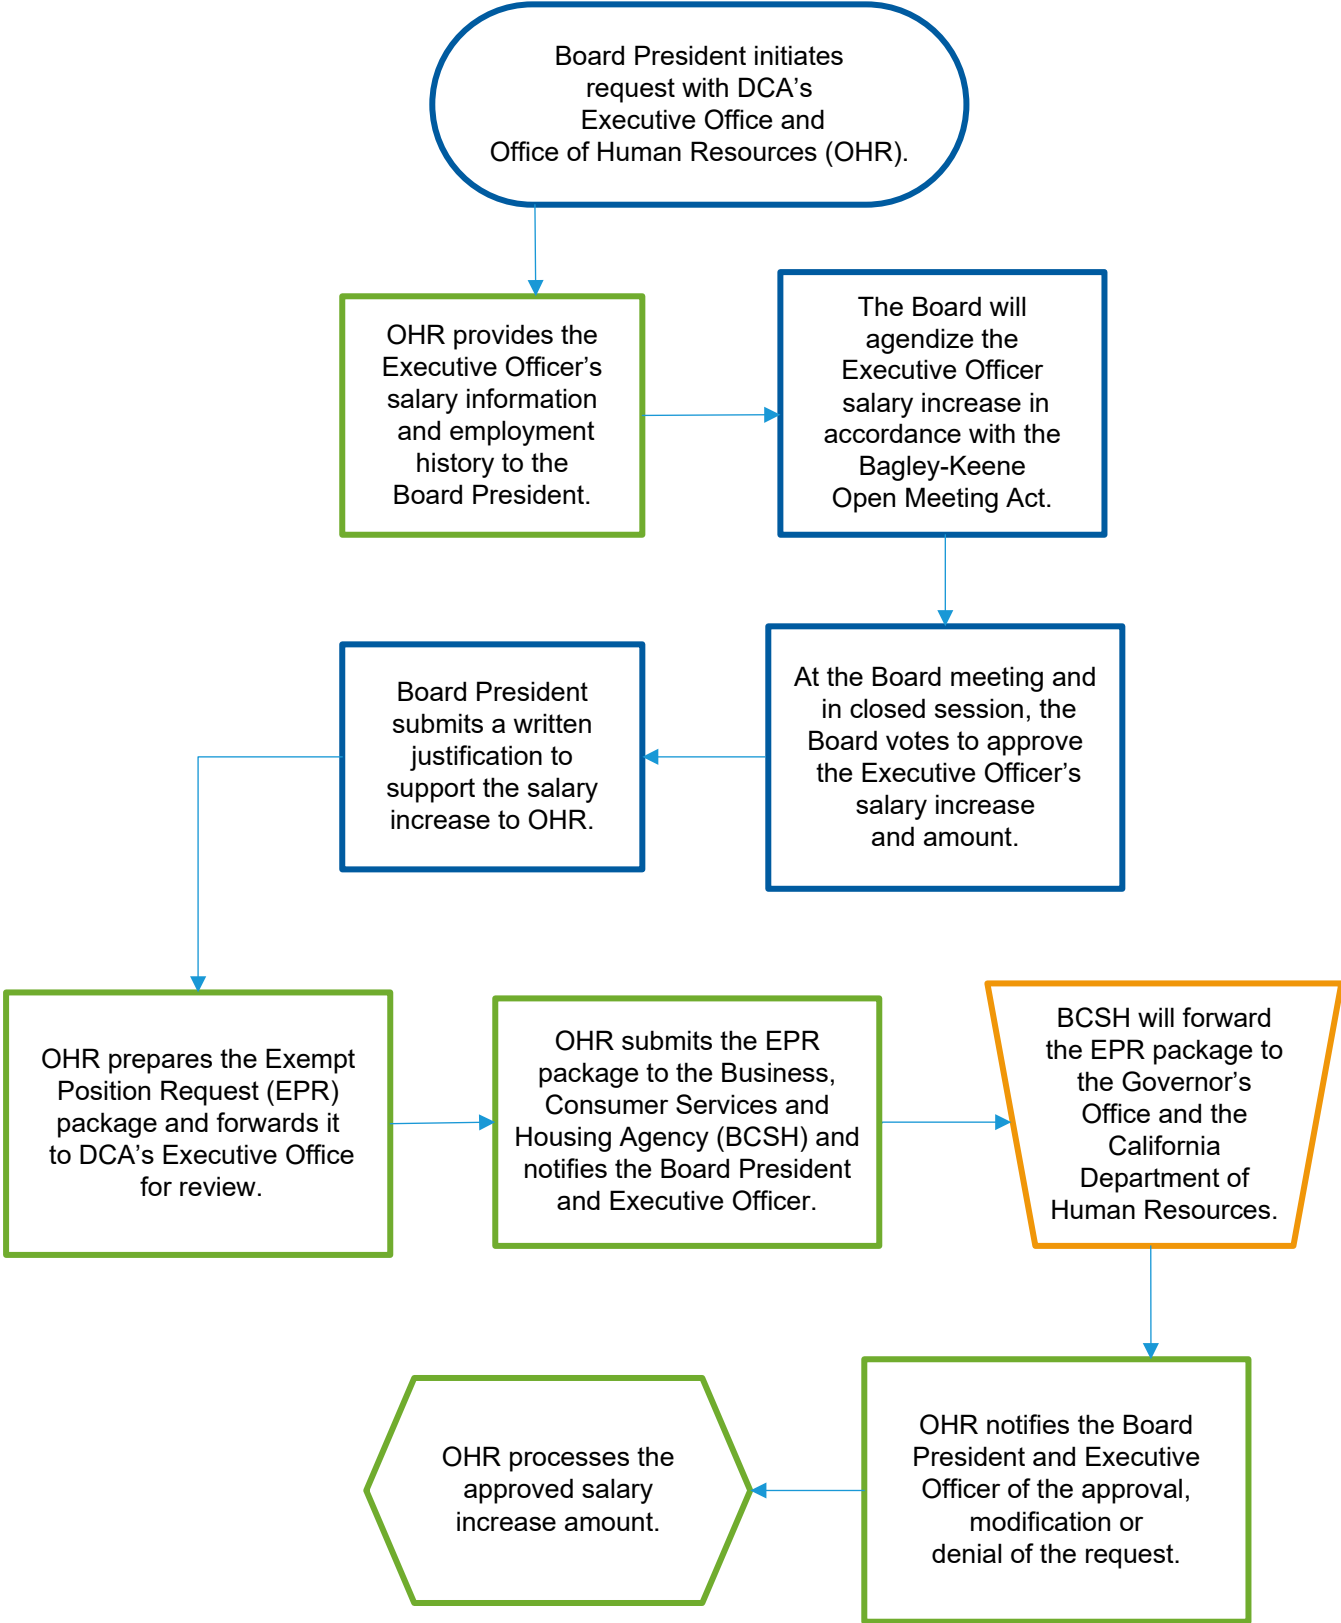 Board President initiates
request with DCA’s
Executive Office and
Office of Human Resources (OHR).
OHR provides the
Executive Officer’s
salary information
and employment
history to the
Board President.
The Board will
agendize the
Executive Officer
salary increase in
accordance with the
Bagley-Keene
Open Meeting Act.
At the Board meeting and
in closed session, the
Board votes to approve
the Executive Officer’s
salary increase
and amount.
Board President
submits a written
justification to
support the salary
increase to OHR.
OHR prepares the Exempt
Position Request (EPR)
package and forwards it
to DCA’s Executive Office
for review.
OHR submits the EPR
package to the Business,
Consumer Services and
Housing Agency (BCSH) and
notifies the Board President
and Executive Officer.
BCSH will forward
the EPR package to
the Governor’s
Office and the
California
Department of
Human Resources.
OHR notifies the Board
President and Executive
Officer of the approval,
modification or
denial of the request.
OHR processes the
approved salary
increase amount.